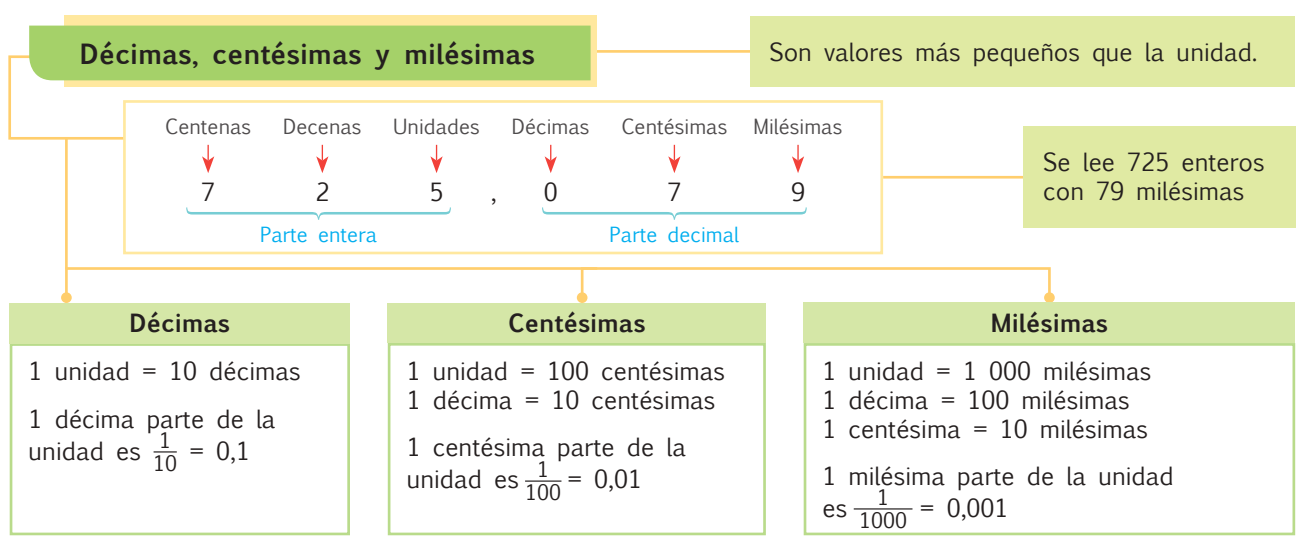 Décimas, centésimas y milésimas
Son valores más pequeños que la unidad.
Centenas Decenas Unidades Décimas Centésimas Milésimas
7 2 5 , 0 7 9
Parte entera Parte decimal
Se lee 725 enteros
con 79 milésimas
Décimas
1 unidad = 10 décimas
1 décima parte de la
unidad es 1/10 = 0,1
Centésimas
1 unidad = 100 centésimas
1 décima = 10 centésimas
1 centésima parte de la
unidad es 1/100 = 0,01
Milésimas
1 unidad = 1 000 milésimas
1 décima = 100 milésimas
1 centésima = 10 milésimas
1 milésima parte de la unidad
es 1/1000 = 0,001